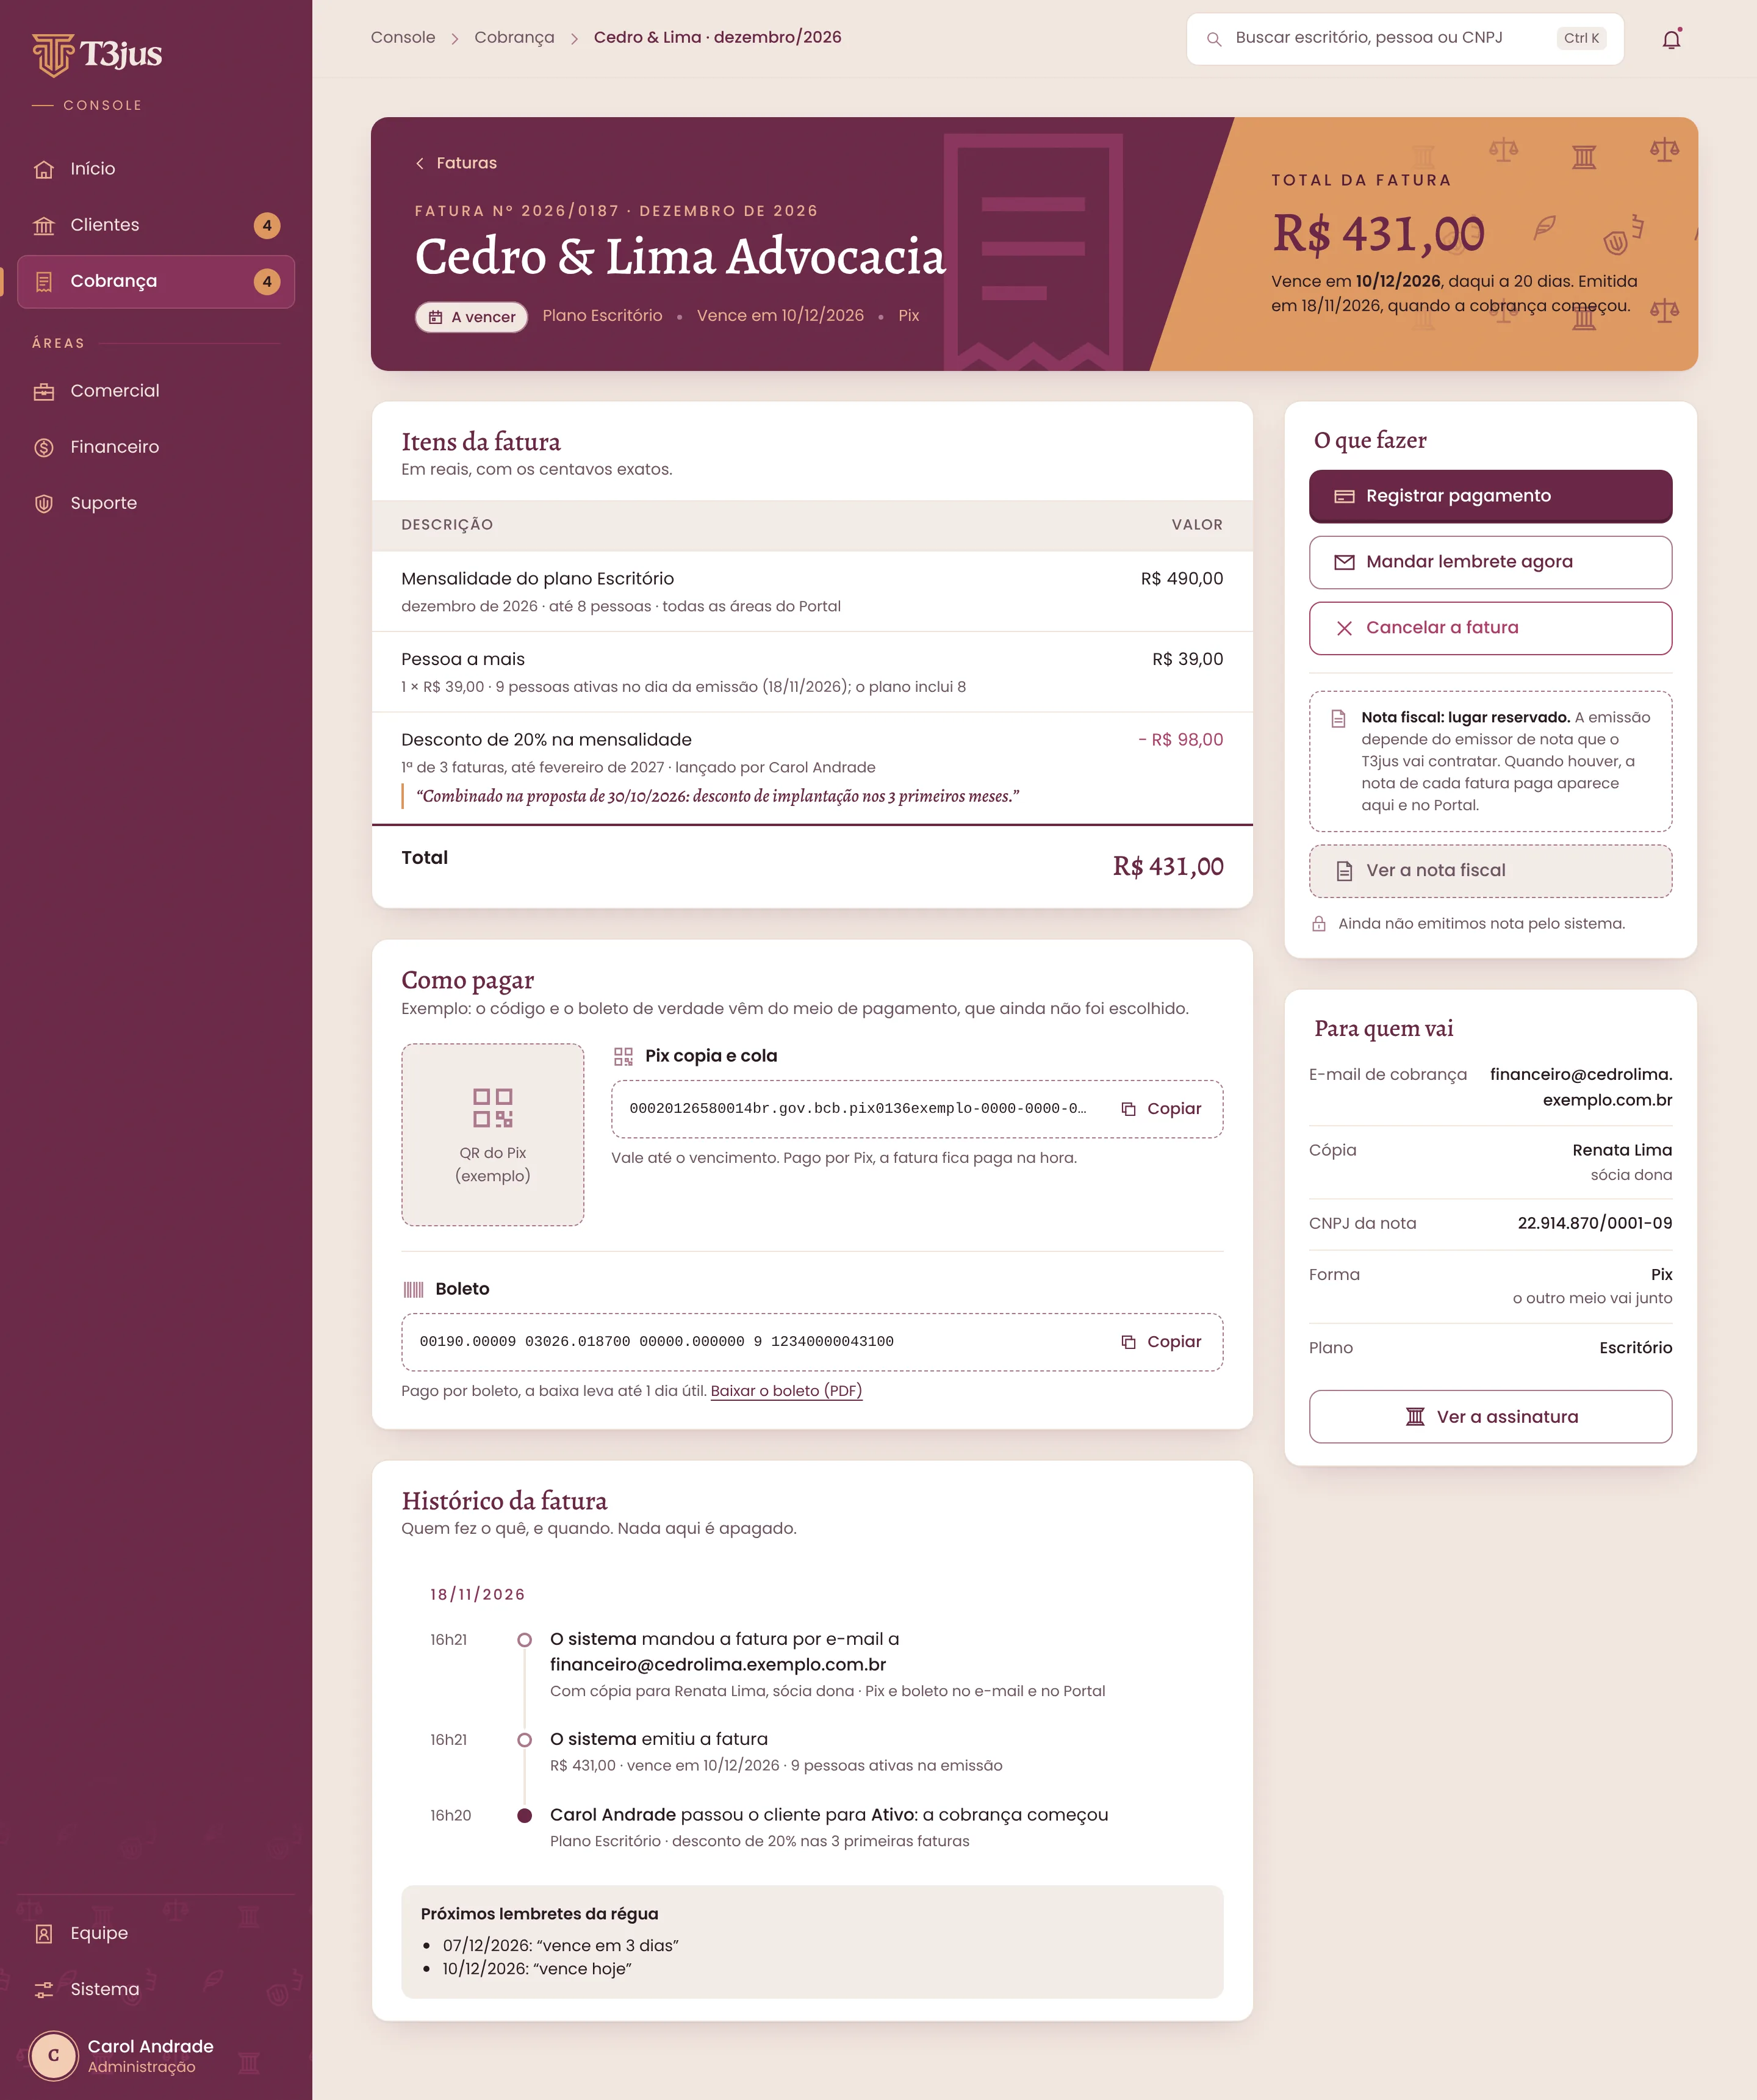 T3jus
CONSOLE
Início
Clientes 4
Cobrança 4
ÁREAS
Comercial
Financeiro
Suporte
Equipe
Sistema
C
Carol Andrade
Administração
Console > Cobrança > Cedro & Lima · dezembro/2026
Buscar escritório, pessoa ou CNPJ Ctrl K
Faturas
FATURA Nº 2026/0187 · DEZEMBRO DE 2026
Cedro & Lima Advocacia
A vencer Plano Escritório • Vence em 10/12/2026 • Pix
TOTAL DA FATURA
R$ 431,00
Vence em 10/12/2026, daqui a 20 dias. Emitida
em 18/11/2026, quando a cobrança começou.
Itens da fatura
Em reais, com os centavos exatos.
DESCRIÇÃO VALOR
Mensalidade do plano Escritório R$ 490,00
dezembro de 2026 · até 8 pessoas · todas as áreas do Portal
Pessoa a mais R$ 39,00
1 × R$ 39,00 · 9 pessoas ativas no dia da emissão (18/11/2026); o plano inclui 8
Desconto de 20% na mensalidade − R$ 98,00
1ª de 3 faturas, até fevereiro de 2027 · lançado por Carol Andrade
“Combinado na proposta de 30/10/2026: desconto de implantação nos 3 primeiros meses.”
Total R$ 431,00
Como pagar
Exemplo: o código e o boleto de verdade vêm do meio de pagamento, que ainda não foi escolhido.
QR do Pix
(exemplo)
Pix copia e cola
00020126580014br.gov.bcb.pix0136exemplo-0000-0000-0… Copiar
Vale até o vencimento. Pago por Pix, a fatura fica paga na hora.
Boleto
00190.00009 03026.018700 00000.000000 9 12340000043100 Copiar
Pago por boleto, a baixa leva até 1 dia útil. Baixar o boleto (PDF)
Histórico da fatura
Quem fez o quê, e quando. Nada aqui é apagado.
18/11/2026
16h21 O sistema mandou a fatura por e-mail a
financeiro@cedrolima.exemplo.com.br
Com cópia para Renata Lima, sócia dona · Pix e boleto no e-mail e no Portal
16h21 O sistema emitiu a fatura
R$ 431,00 · vence em 10/12/2026 · 9 pessoas ativas na emissão
16h20 Carol Andrade passou o cliente para Ativo: a cobrança começou
Plano Escritório · desconto de 20% nas 3 primeiras faturas
Próximos lembretes da régua
• 07/12/2026: “vence em 3 dias”
• 10/12/2026: “vence hoje”
O que fazer
Registrar pagamento
Mandar lembrete agora
Cancelar a fatura
Nota fiscal: lugar reservado. A emissão
depende do emissor de nota que o
T3jus vai contratar. Quando houver, a
nota de cada fatura paga aparece
aqui e no Portal.
Ver a nota fiscal
Ainda não emitimos nota pelo sistema.
Para quem vai
E-mail de cobrança financeiro@cedrolima.
exemplo.com.br
Cópia Renata Lima
sócia dona
CNPJ da nota 22.914.870/0001-09
Forma Pix
o outro meio vai junto
Plano Escritório
Ver a assinatura